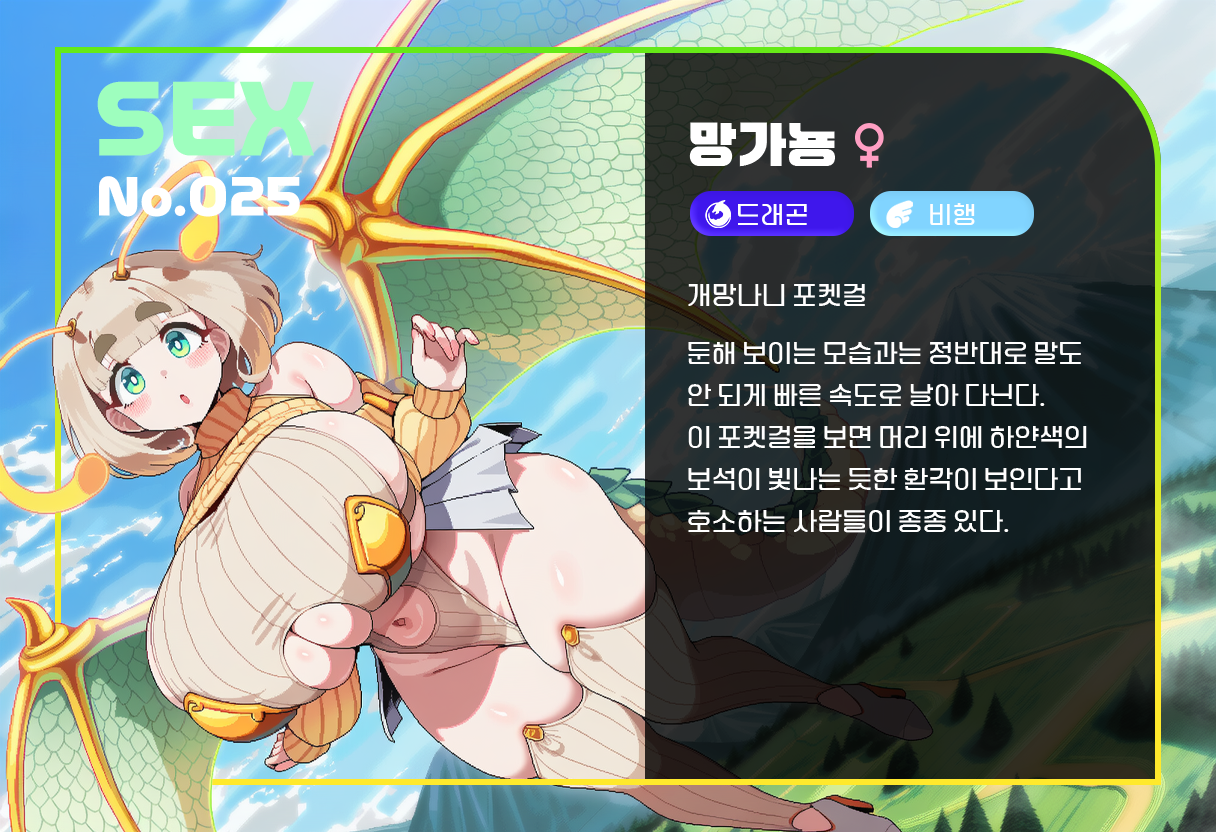 SEX
No.025
망가뇽 ♀
드래곤 비행
개망나니 포켓걸
둔해 보이는 모습과는 정반대로 말도
안 되게 빠른 속도로 날아 다닌다.
이 포켓걸을 보면 머리 위에 하얀색의
보석이 빛나는 듯한 환각이 보인다고
호소하는 사람들이 종종 있다.